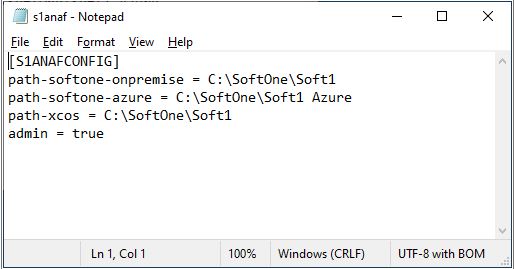 s1anaf - Notepad
File Edit Format View Help
[S1ANAFCONFIG]
path-softone-onpremise = C:\SoftOne\Soft1
path-softone-azure = C:\SoftOne\Soft1 Azure
path-xcos = C:\SoftOne\Soft1
admin = true
Ln 1, Col 1 100% Windows (CRLF) UTF-8 with BOM